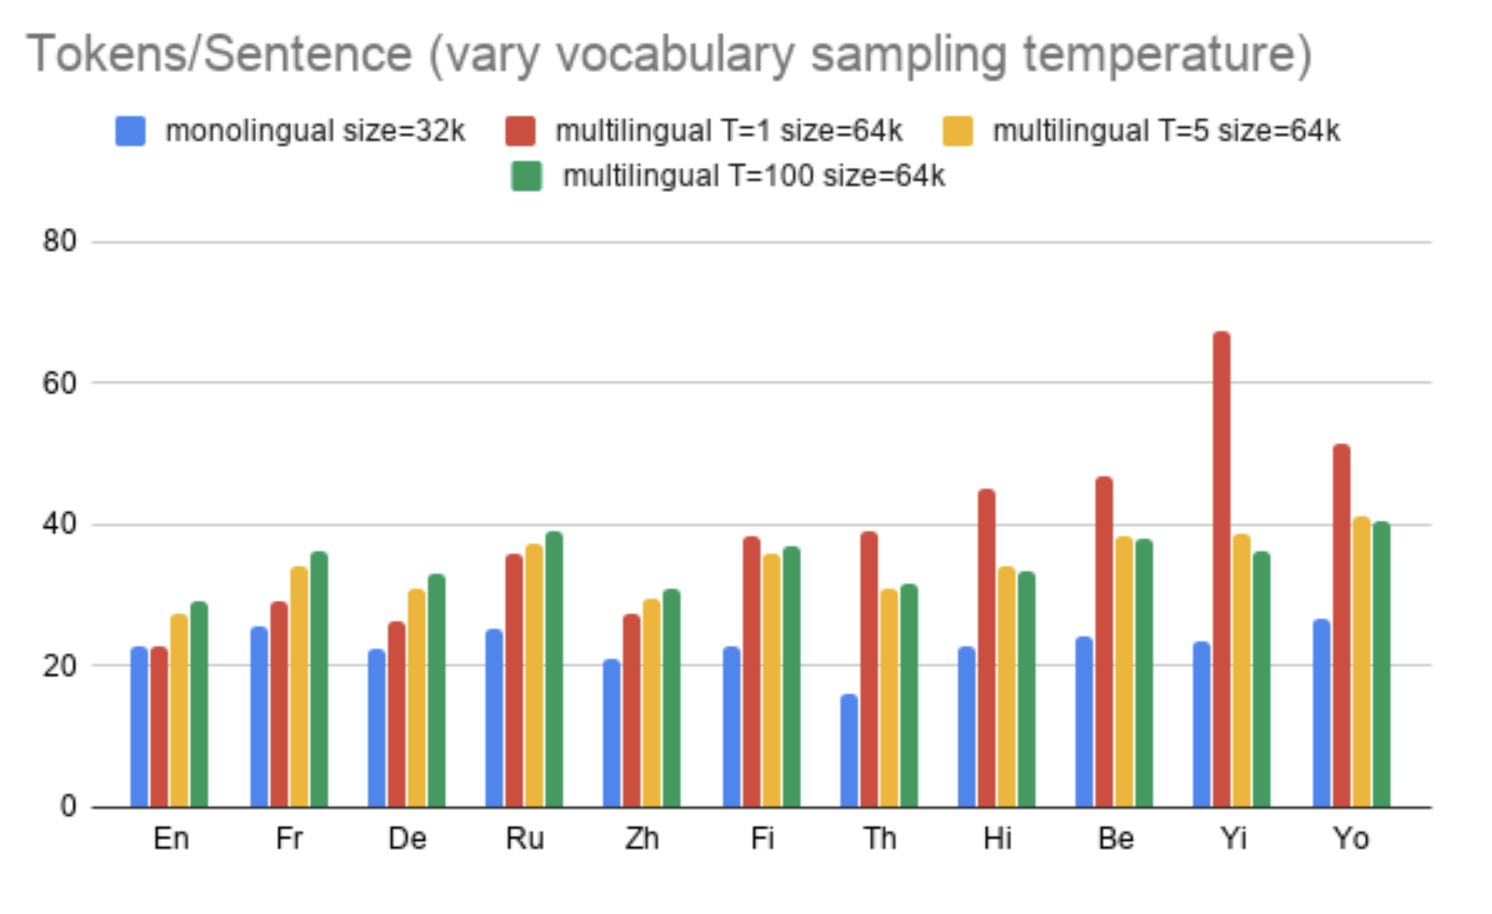 Tokens/Sentence (vary vocabulary sampling temperature)
monolingual size=32k multilingual T=1 size=64k multilingual T=5 size=64k
multilingual T=100 size=64k
80
60
40
20
0
En Fr De Ru Zh Fi Th Hi Be Yi Yo